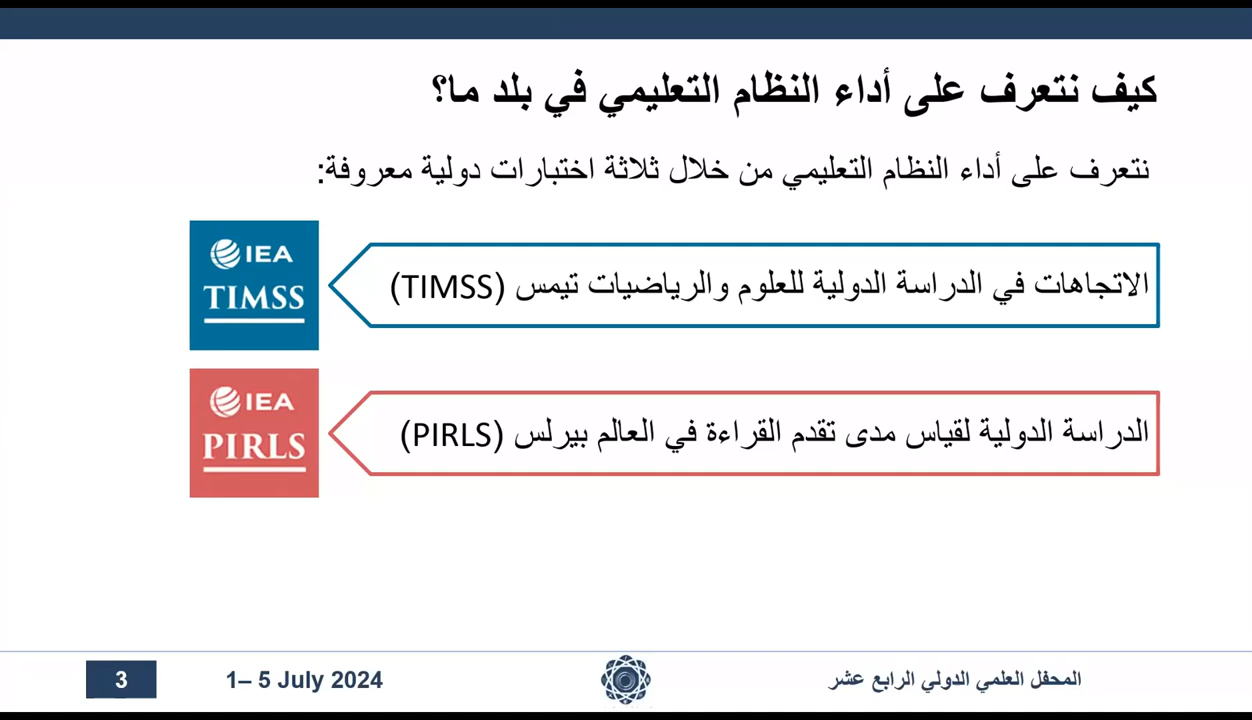 كيف نتعرف على أداء النظام التعليمي في بلد ما؟
نتعرف على أداء النظام التعليمي من خلال ثلاثة اختبارات دولية معروفة:
الاتجاهات في الدراسة الدولية للعلوم والرياضيات تيمس (TIMSS)
IEA
TIMSS
الدراسة الدولية لقياس مدى تقدم القراءة في العالم بيرلس (PIRLS)
IEA
PIRLS
المحفل العلمي الدولي الرابع عشر
1– 5 July 2024
3